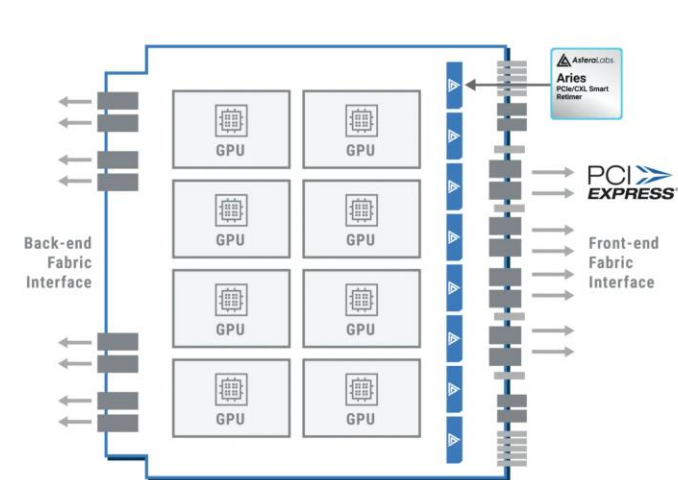 AsteraLabs
Aries
PCIe/CXL Smart
Retimer
GPU
GPU
PCI
EXPRESS®
GPU
GPU
Back-end
Fabric
Interface
Front-end
Fabric
Interface
GPU
GPU
GPU
GPU